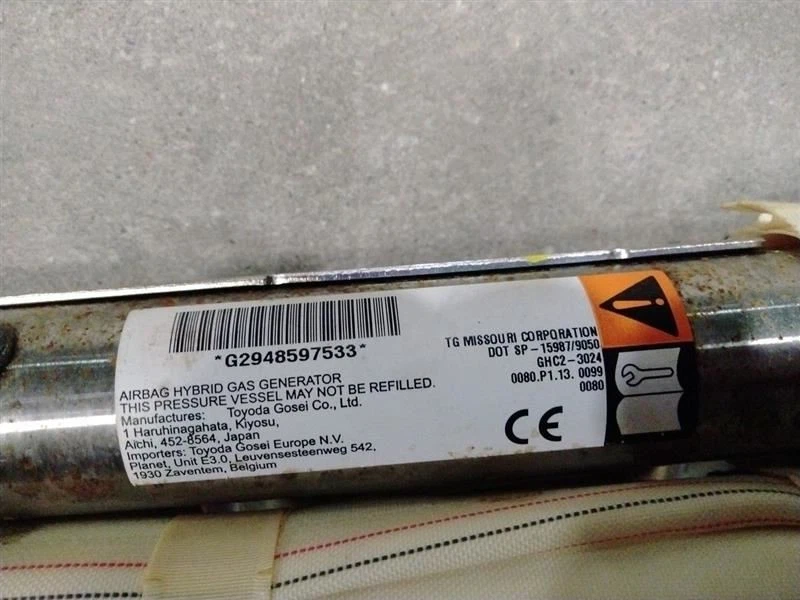 *G2948597533*
AIRBAG HYBRID GAS GENERATOR
THIS PRESSURE VESSEL MAY NOT BE REFILLED.
Manufactures: Toyoda Gosei Co., Ltd.
1 Haruhinagahata, Kiyosu,
Aichi, 452-8564, Japan
Importers: Toyoda Gosei Europe N.V.
Planet, Unit E3.0, Leuvensesteenweg 542,
1930 Zaventem, Belgium
TG MISSOURI CORPORATION
DOT SP-15987/9050
GHC2-3024
0080.P1.13. 0099
0080
CE